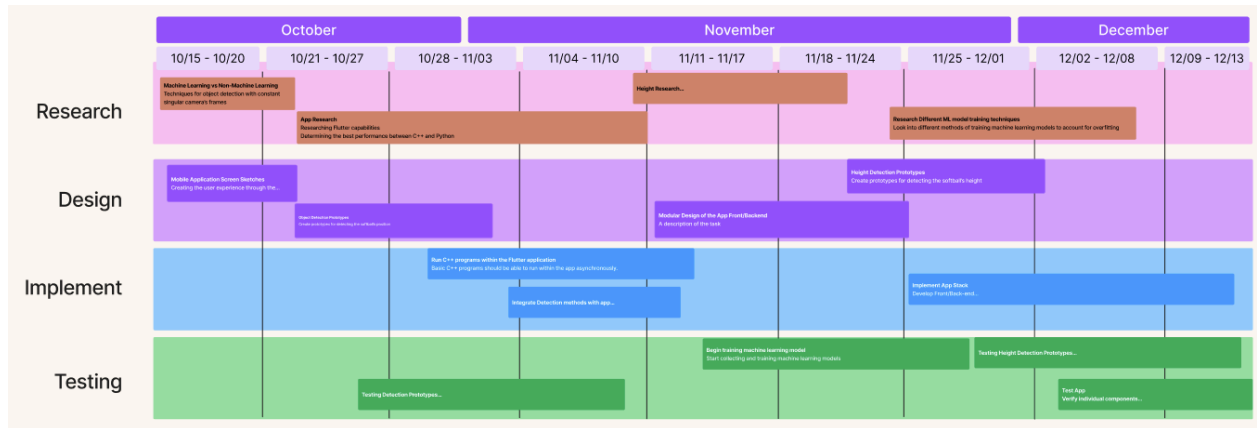 October
November
December
10/15 - 10/20
10/21 - 10/27
10/28 - 11/03
11/04 - 11/10
11/11 - 11/17
11/18 - 11/24
11/25 - 12/01
12/02 - 12/08
12/09 - 12/13
Research
Machine Learning vs Non-Machine Learning
Techniques for object detection with constant
singular camera's frames
App Research
Researching Flutter capabilities
Determining the best performance between C++ and Python
Height Research...
Research Different ML model training techniques
Look into different methods of training machine learning models to account for overfitting
Design
Mobile Application Screen Sketches
Creating the user experience through the...
Object Detection Prototypes
Create prototypes for detecting the softball's position
Modular Design of the App Front/Backend
A description of the task
Height Detection Prototypes
Create prototypes for detecting the softball's height
Implement
Run C++ programs within the Flutter application
Basic C++ programs should be able to run within the app asynchronously.
Integrate Detection methods with app...
Implement App Stack
Develop Front/Back-end...
Testing
Testing Detection Prototypes...
Begin training machine learning model
Start collecting and training machine learning models
Testing Height Detection Prototypes...
Test App
Verify individual components...